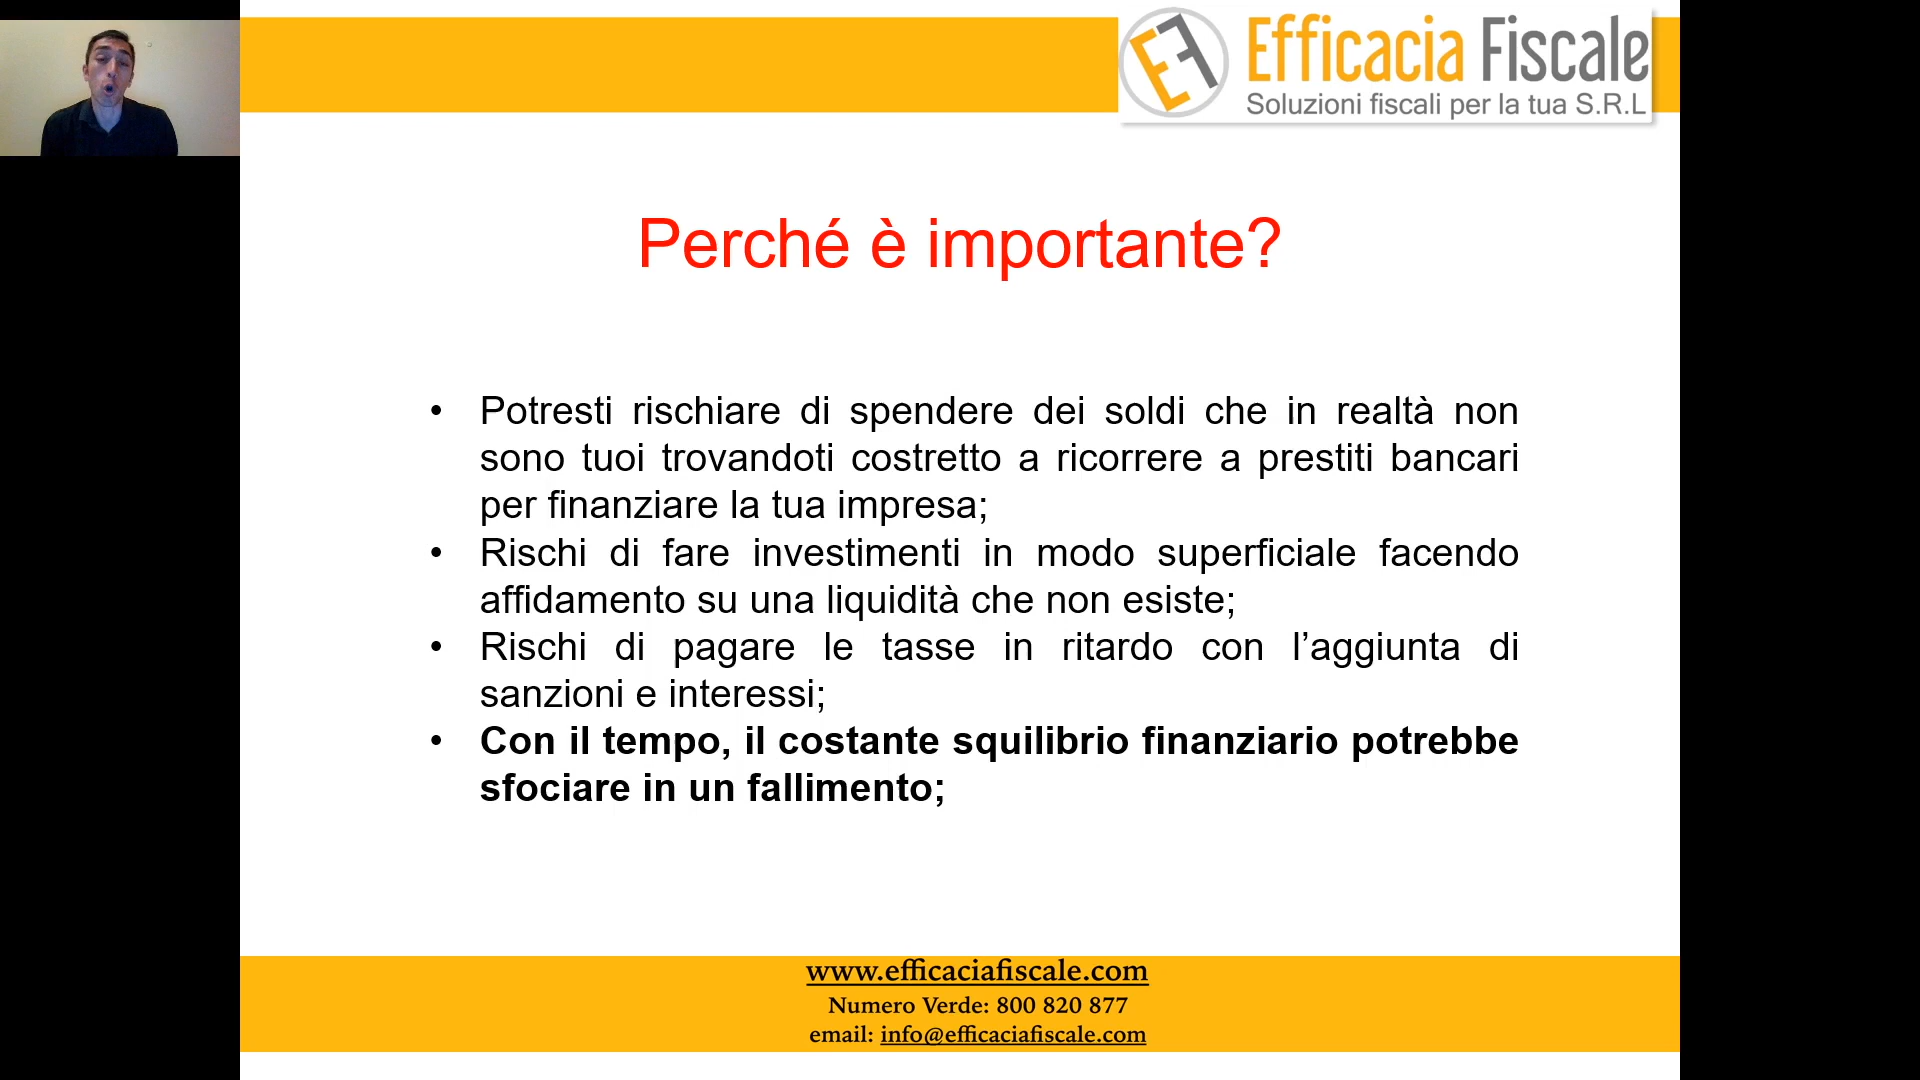 EF
Efficacia Fiscale
Soluzioni fiscali per la tua S.R.L
Perché è importante?
• Potresti rischiare di spendere dei soldi che in realtà non
sono tuoi trovandoti costretto a ricorrere a prestiti bancari
per finanziare la tua impresa;
• Rischi di fare investimenti in modo superficiale facendo
affidamento su una liquidità che non esiste;
• Rischi di pagare le tasse in ritardo con l’aggiunta di
sanzioni e interessi;
• Con il tempo, il costante squilibrio finanziario potrebbe
sfociare in un fallimento;
www.efficaciafiscale.com
Numero Verde: 800 820 877
email: info@efficaciafiscale.com